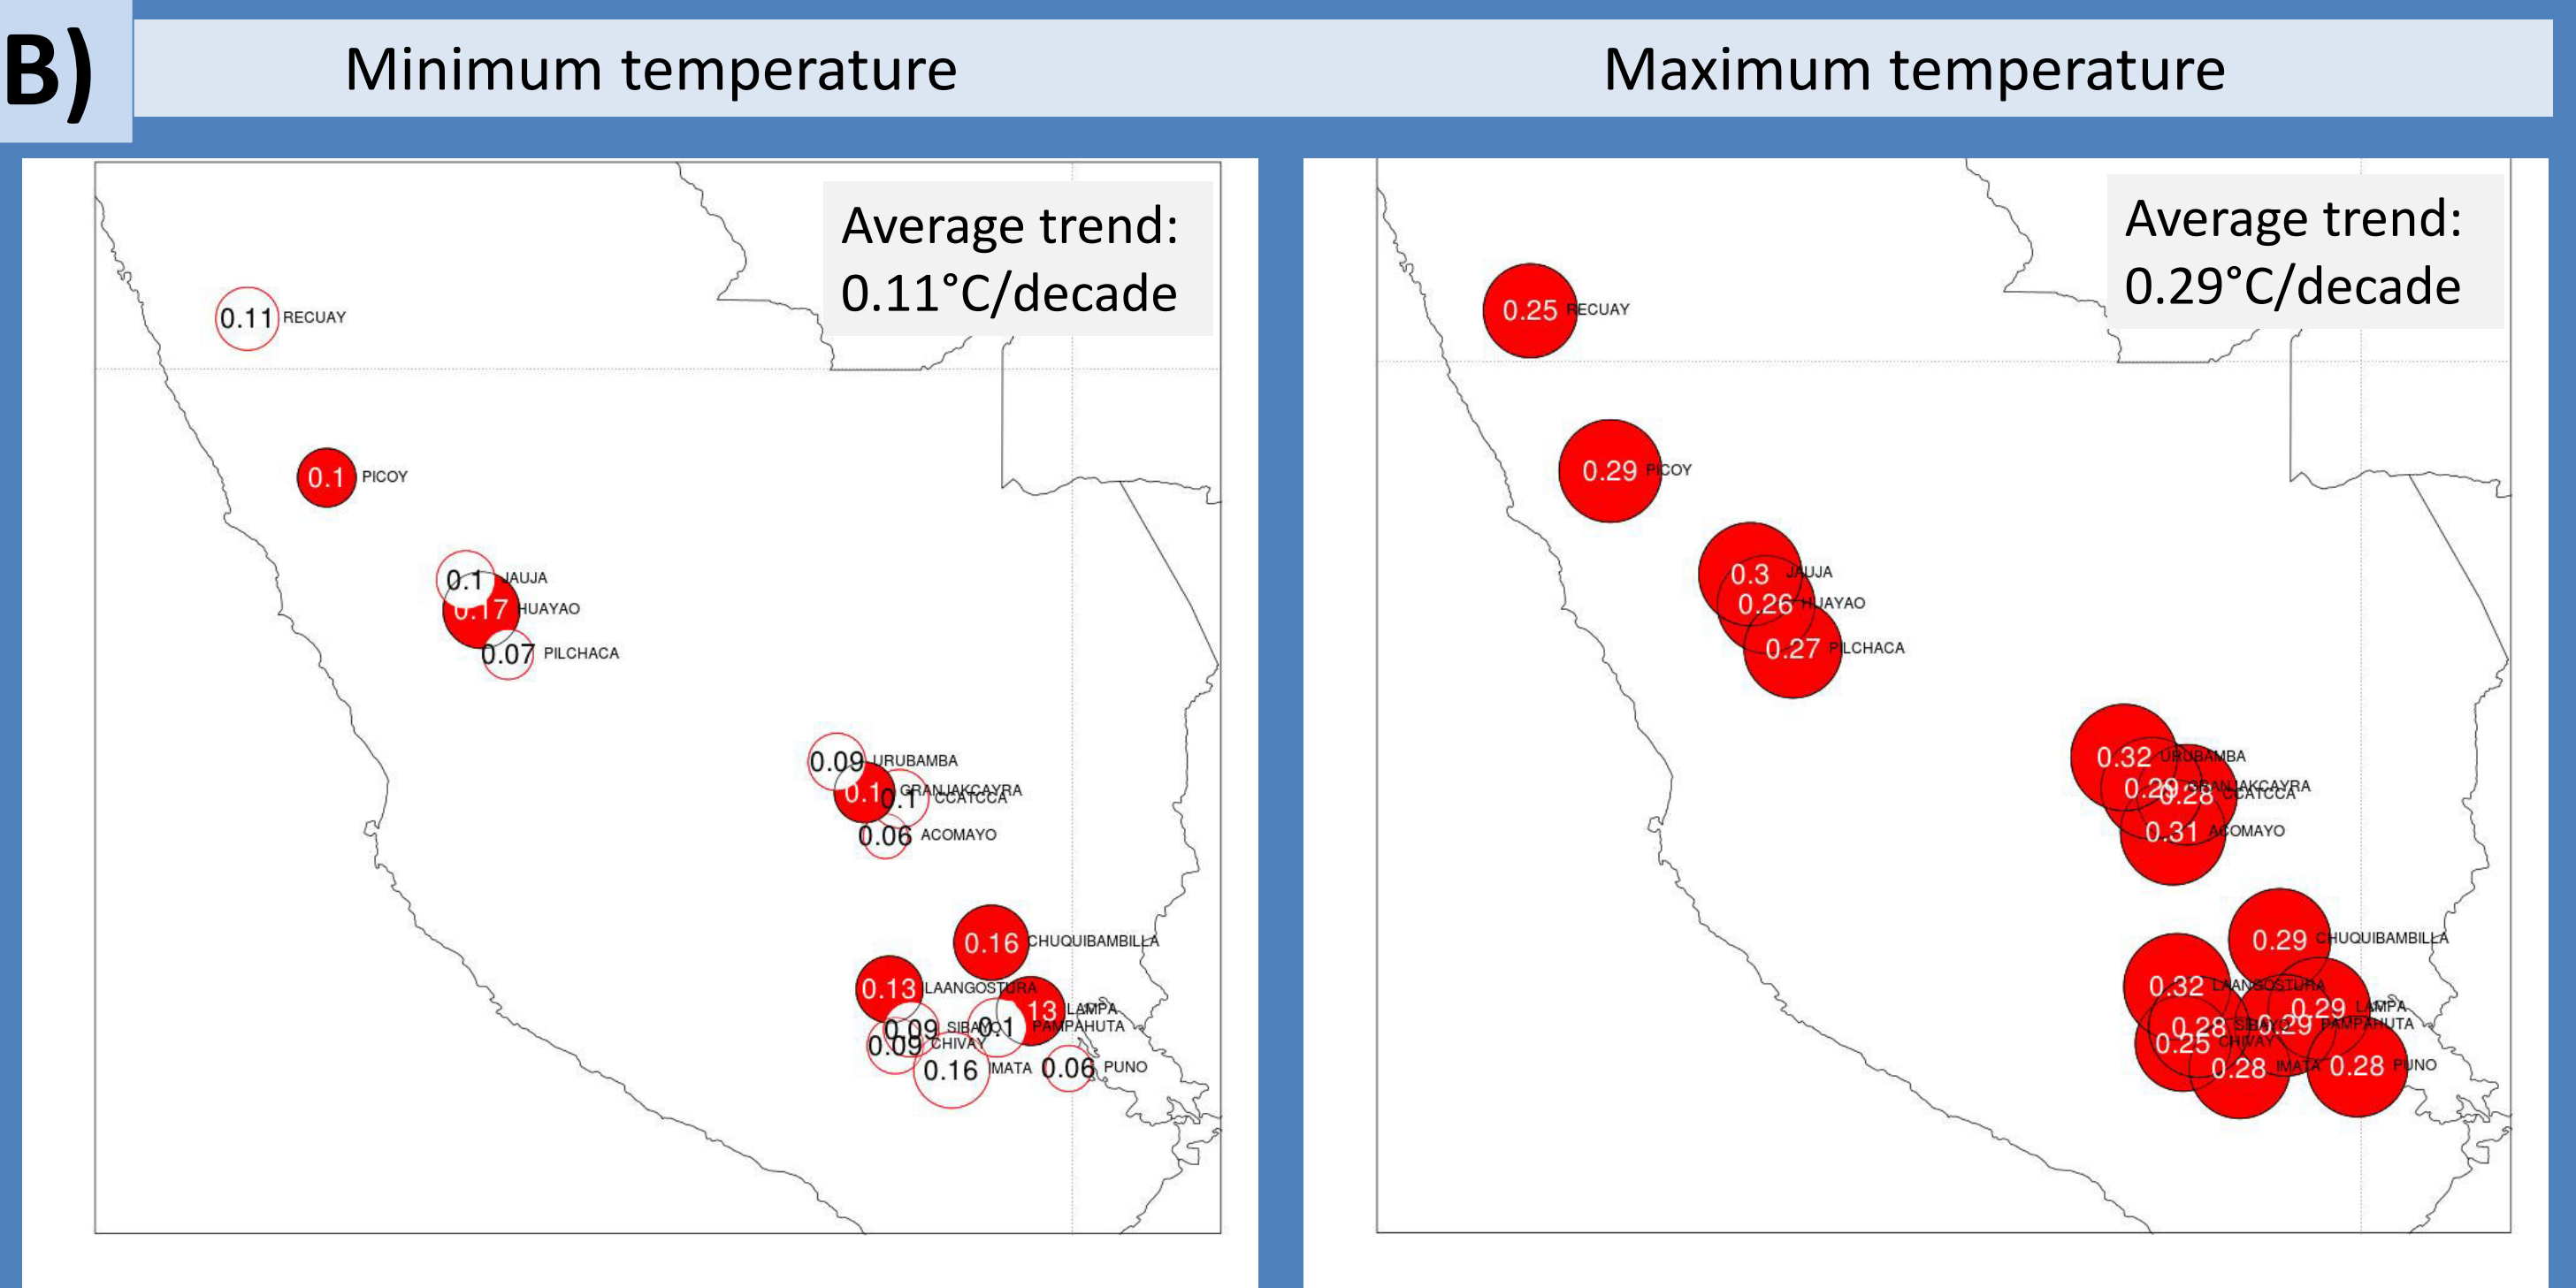 B)
Minimum temperature
Maximum temperature
Average trend:
0.11°C/decade
0.11 RECUAY
0.1 PICOY
0.1 JAUJA
0.17 HUAYAO
0.07 PILCHACA
0.09 URUBAMBA
0.1 GRANJAKCAYRA
0.1 CCATCCA
0.06 ACOMAYO
0.16 CHUQUIBAMBILLA
0.13 LAANGOSTURA
13 LAMPA
0.09 SIBAYO
0.1 PAMPAHUTA
0.09 CHIVAY
0.16 IMATA
0.06 PUNO
Average trend:
0.29°C/decade
0.25 RECUAY
0.29 PICOY
0.3 JAUJA
0.26 HUAYAO
0.27 PILCHACA
0.32 URUBAMBA
0.29 GRANJAKCAYRA
0.28 CCATCCA
0.31 ACOMAYO
0.29 CHUQUIBAMBILLA
0.32 LAANGOSTURA
0.29 LAMPA
0.28 SIBAYO
0.29 PAMPAHUTA
0.25 CHIVAY
0.28 IMATA
0.28 PUNO